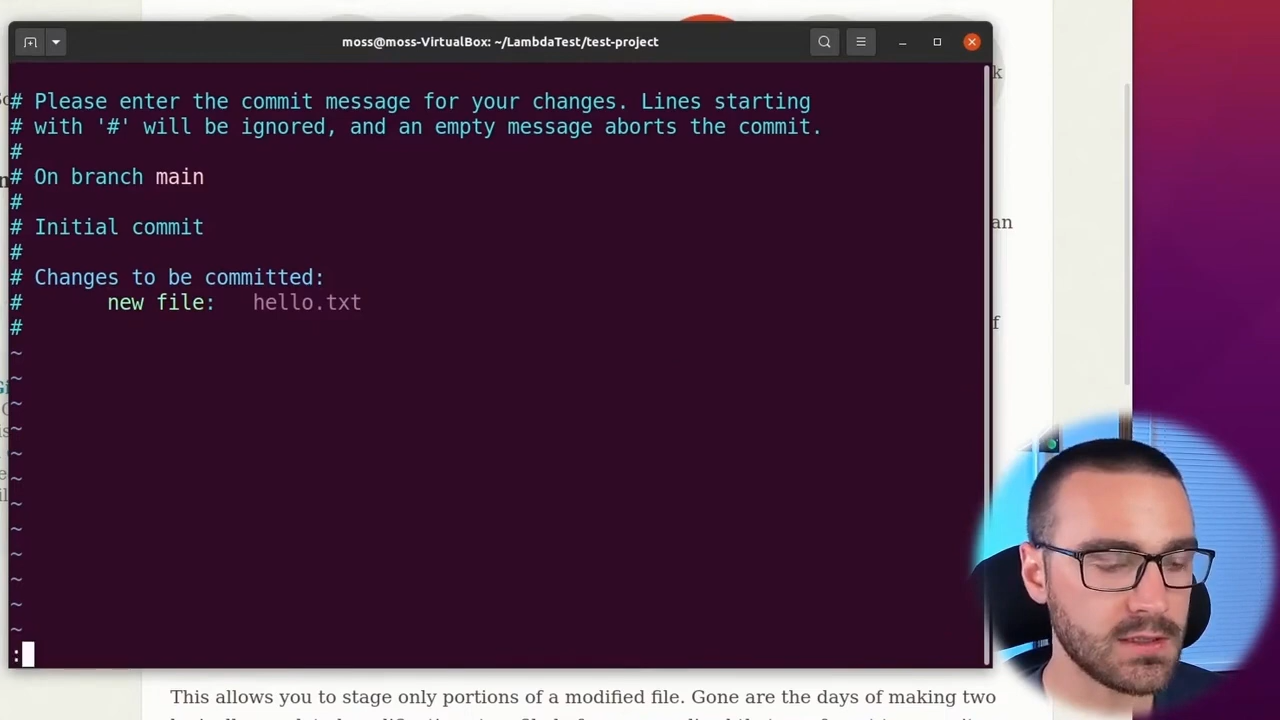 moss@moss-VirtualBox: ~/LambdaTest/test-project
# Please enter the commit message for your changes. Lines starting
# with '#' will be ignored, and an empty message aborts the commit.
#
# On branch main
#
# Initial commit
#
# Changes to be committed:
#       new file:   hello.txt
#
~
~
~
~
~
~
~
~
~
~
~
~
:
k
an
f
This allows you to stage only portions of a modified file. Gone are the days of making two